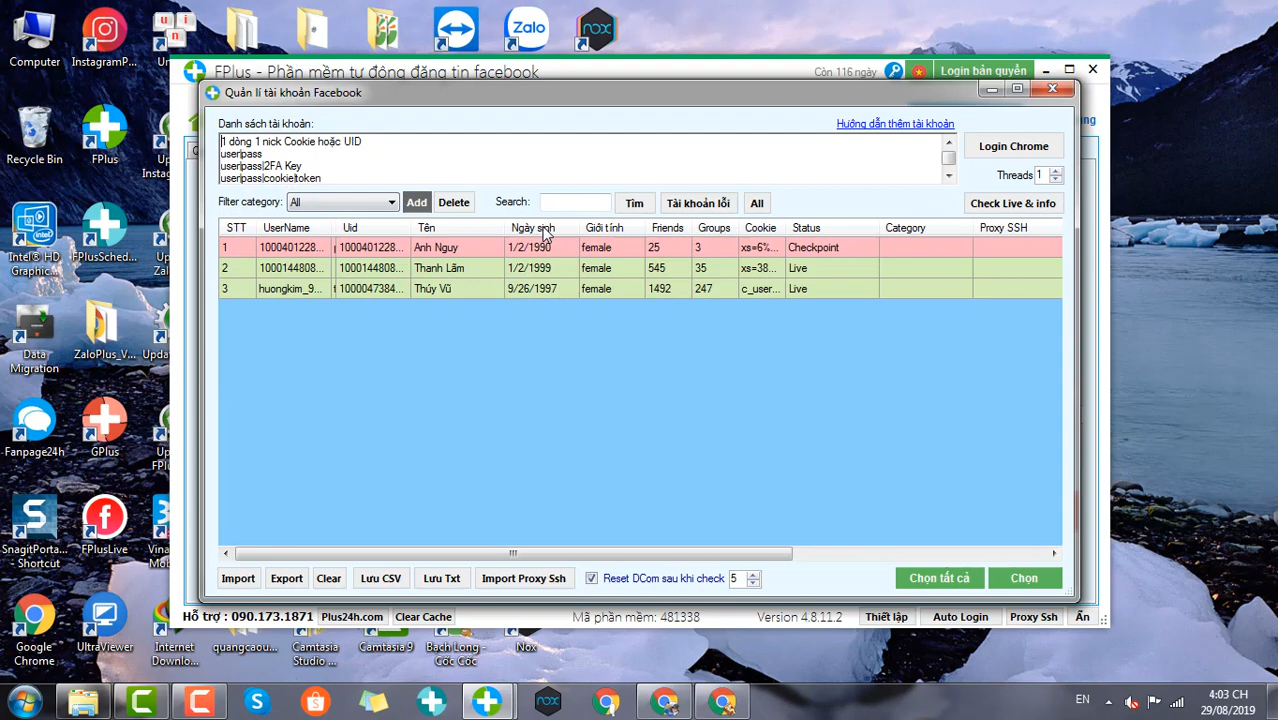 Computer
InstagramP...
Zalo
nox
Recycle Bin
FPlus
Intel® HD
Graphic...
FPlusSched...
Data
Migration
ZaloPlus_V...
Fanpage24h
GPlus
SnagitPorta...
- Shortcut
FPlusLive
Google
Chrome
UltraViewer
Internet
Downlo...
quangcaou...
Camtasia
Studio ...
Camtasia 9
Bach Long -
Cốc Cốc
Nox
FPlus - Phần mềm tự động đăng tin facebook
Còn 116 ngày
Login bản quyền
Quản lí tài khoản Facebook
Danh sách tài khoản:
Hướng dẫn thêm tài khoản
1 dòng 1 nick Cookie hoặc UID
user|pass
user|pass|2FA Key
user|pass|cookie|token
Login Chrome
Threads 1
Filter category: All Add Delete Search: Tìm Tài khoản lỗi All Check Live & info
STT UserName Uid Tên Ngày sinh Giới tính Friends Groups Cookie Status Category Proxy SSH
1 1000401228... 1000401228... Anh Nguy 1/2/1990 female 25 3 xs=6%... Checkpoint
2 1000144808... 1000144808... Thanh Lãm 1/2/1999 female 545 35 xs=38... Live
3 huongkim_9... 1000047384... Thúy Vũ 9/26/1997 female 1492 247 c_user... Live
Import Export Clear Lưu CSV Lưu Txt Import Proxy Ssh Reset DCom sau khi check 5 Chọn tất cả Chọn
Hỗ trợ : 090.173.1871 Plus24h.com Clear Cache Mã phần mềm: 481338 Version 4.8.11.2 Thiết lập Auto Login Proxy Ssh Ẩn
EN
4:03 CH
29/08/2019